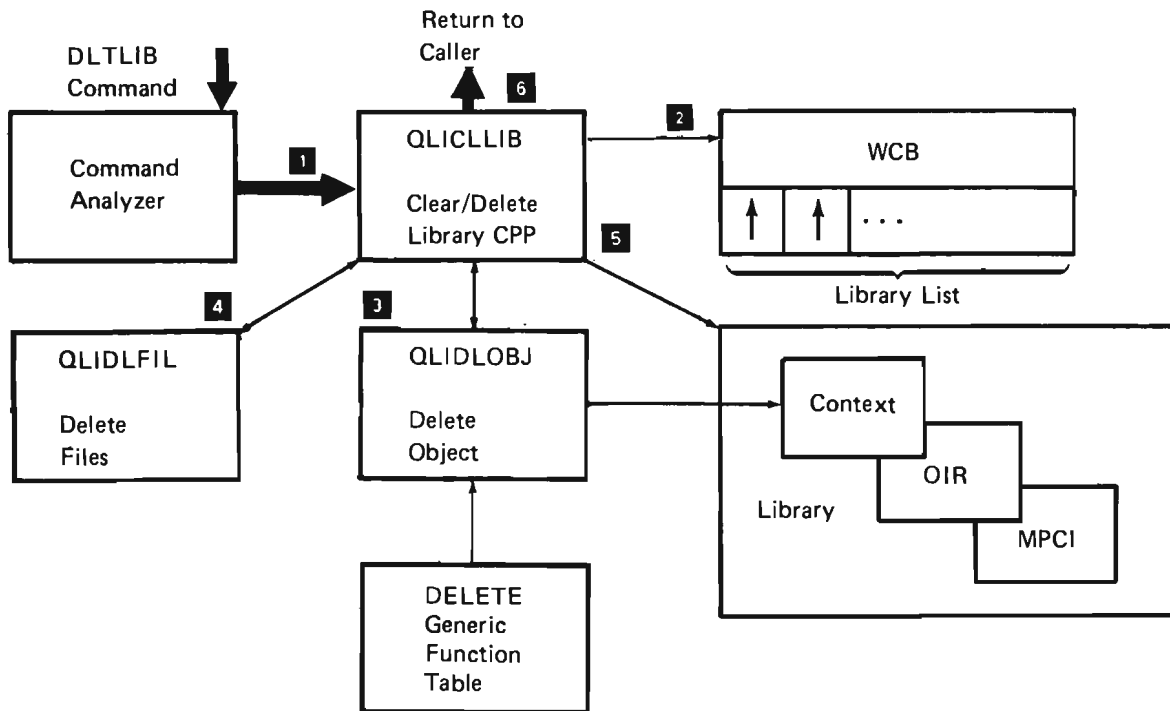 DLTLIB
Command
Return to
Caller
6
Command
Analyzer
1
QLICLLIB
Clear/Delete
Library CPP
2
WCB
...
Library List
5
4
QLIDLFIL
Delete
Files
3
QLIDLOBJ
Delete
Object
Context
OIR
MPCI
Library
DELETE
Generic
Function
Table